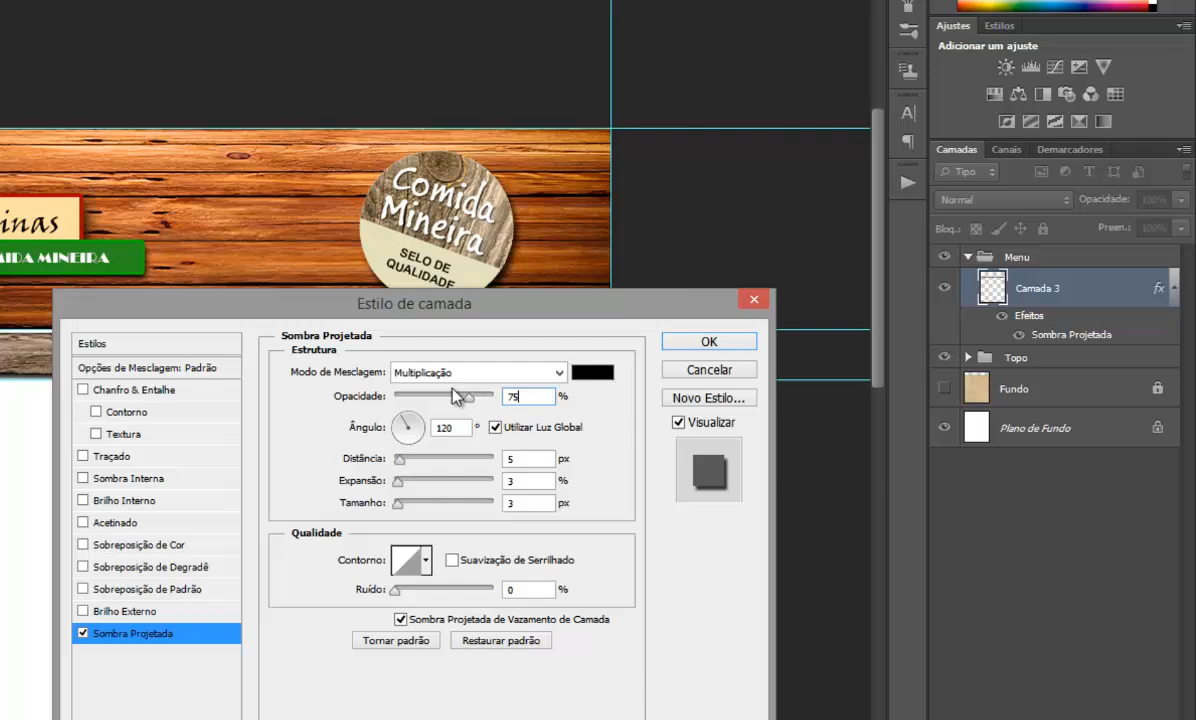 Ajustes Estilos
Adicionar um ajuste
Camadas Canais Demarcadores
Tipo
Normal Opacidade: 100%
Bloq.: Preen.: 100%
Menu
Camada 3 fx
Efeitos
Sombra Projetada
Topo
Fundo
Plano de Fundo
inas
MIDA MINEIRA
Comida
Mineira
SELO DE
QUALIDADE
Estilo de camada
Estilos
Opções de Mesclagem: Padrão
Chanfro & Entalhe
Contorno
Textura
Traçado
Sombra Interna
Brilho Interno
Acetinado
Sobreposição de Cor
Sobreposição de Degradê
Sobreposição de Padrão
Brilho Externo
Sombra Projetada
Sombra Projetada
Estrutura
Modo de Mesclagem: Multiplicação
Opacidade: 75 %
Ângulo: 120 ° Utilizar Luz Global
Distância: 5 px
Expansão: 3 %
Tamanho: 3 px
Qualidade
Contorno: Suavização de Serrilhado
Ruído: 0 %
Sombra Projetada de Vazamento de Camada
Tornar padrão Restaurar padrão
OK
Cancelar
Novo Estilo...
Visualizar